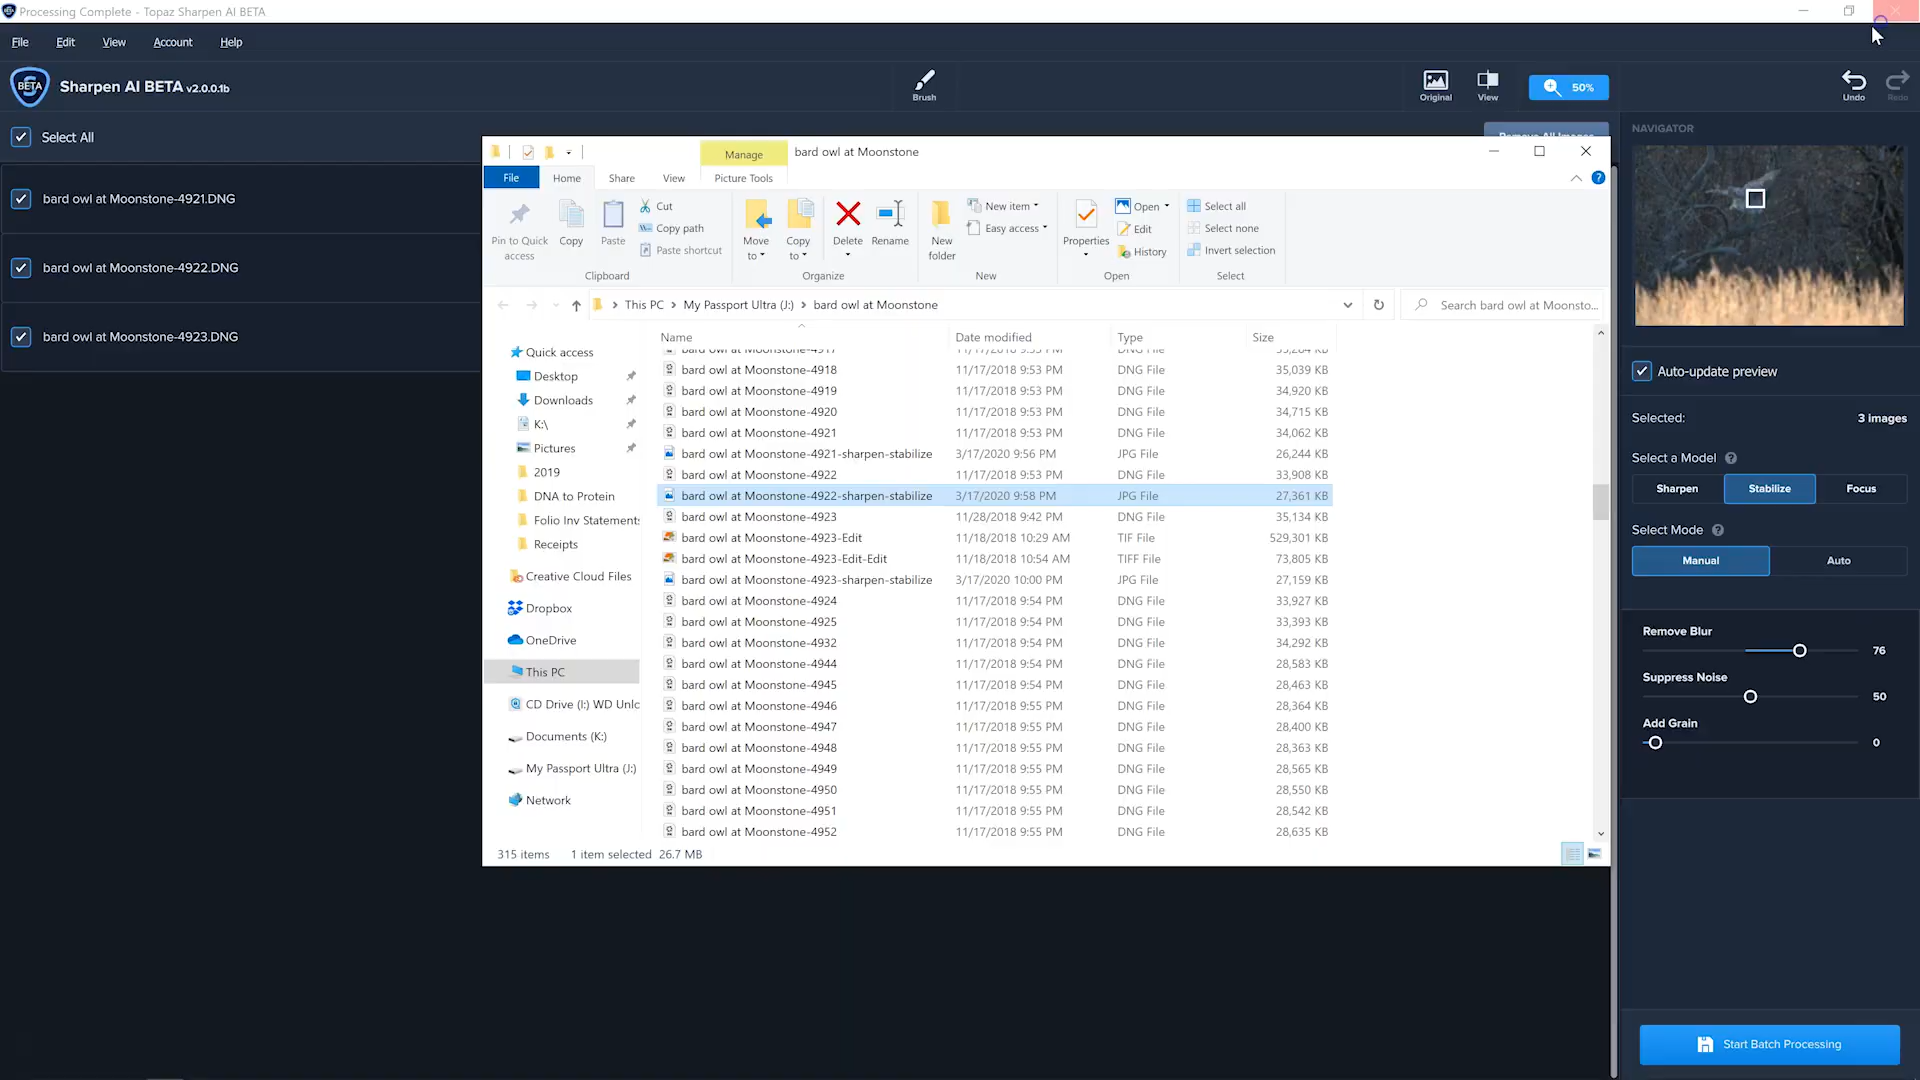 Processing Complete - Topaz Sharpen AI BETA
File Edit View Account Help
BETA Sharpen AI BETA v2.0.0.1b
Brush
Original View 50% Undo Redo
Select All
Remove All Images
NAVIGATOR
bard owl at Moonstone-4921.DNG
bard owl at Moonstone-4922.DNG
bard owl at Moonstone-4923.DNG
Manage bard owl at Moonstone
File Home Share View Picture Tools
Pin to Quick access
Copy
Paste
Cut
Copy path
Paste shortcut
Clipboard
Move to
Copy to
Delete
Rename
Organize
New folder
New item
Easy access
New
Properties
Open
Edit
History
Open
Select all
Select none
Invert selection
Select
This PC > My Passport Ultra (J:) > bard owl at Moonstone
Search bard owl at Moonsto...
Quick access
Desktop
Downloads
K:\
Pictures
2019
DNA to Protein
Folio Inv Statements
Receipts
Creative Cloud Files
Dropbox
OneDrive
This PC
CD Drive (I:) WD Unlo
Documents (K:)
My Passport Ultra (J:)
Network
Name Date modified Type Size
bard owl at Moonstone-4917 11/17/2018 9:53 PM DNG File 35,264 KB
bard owl at Moonstone-4918 11/17/2018 9:53 PM DNG File 35,039 KB
bard owl at Moonstone-4919 11/17/2018 9:53 PM DNG File 34,920 KB
bard owl at Moonstone-4920 11/17/2018 9:53 PM DNG File 34,715 KB
bard owl at Moonstone-4921 11/17/2018 9:53 PM DNG File 34,062 KB
bard owl at Moonstone-4921-sharpen-stabilize 3/17/2020 9:56 PM JPG File 26,244 KB
bard owl at Moonstone-4922 11/17/2018 9:53 PM DNG File 33,908 KB
bard owl at Moonstone-4922-sharpen-stabilize 3/17/2020 9:58 PM JPG File 27,361 KB
bard owl at Moonstone-4923 11/28/2018 9:42 PM DNG File 35,134 KB
bard owl at Moonstone-4923-Edit 11/18/2018 10:29 AM TIF File 529,301 KB
bard owl at Moonstone-4923-Edit-Edit 11/18/2018 10:54 AM TIFF File 73,805 KB
bard owl at Moonstone-4923-sharpen-stabilize 3/17/2020 10:00 PM JPG File 27,159 KB
bard owl at Moonstone-4924 11/17/2018 9:54 PM DNG File 33,927 KB
bard owl at Moonstone-4925 11/17/2018 9:54 PM DNG File 33,393 KB
bard owl at Moonstone-4932 11/17/2018 9:54 PM DNG File 34,292 KB
bard owl at Moonstone-4944 11/17/2018 9:54 PM DNG File 28,583 KB
bard owl at Moonstone-4945 11/17/2018 9:54 PM DNG File 28,463 KB
bard owl at Moonstone-4946 11/17/2018 9:55 PM DNG File 28,364 KB
bard owl at Moonstone-4947 11/17/2018 9:55 PM DNG File 28,400 KB
bard owl at Moonstone-4948 11/17/2018 9:55 PM DNG File 28,363 KB
bard owl at Moonstone-4949 11/17/2018 9:55 PM DNG File 28,565 KB
bard owl at Moonstone-4950 11/17/2018 9:55 PM DNG File 28,550 KB
bard owl at Moonstone-4951 11/17/2018 9:55 PM DNG File 28,542 KB
bard owl at Moonstone-4952 11/17/2018 9:55 PM DNG File 28,635 KB
315 items 1 item selected 26.7 MB
Auto-update preview
Selected: 3 images
Select a Model ?
Sharpen Stabilize Focus
Select Mode ?
Manual Auto
Remove Blur
76
Suppress Noise
50
Add Grain
0
Start Batch Processing